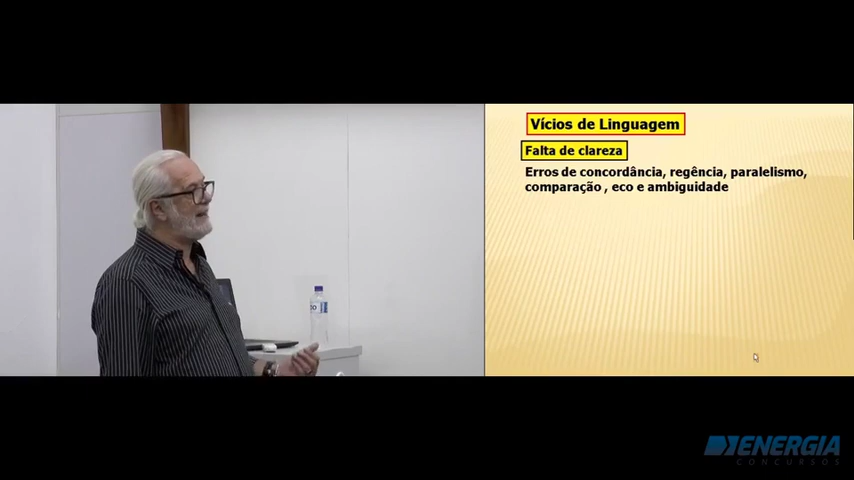 Vícios de Linguagem
Falta de clareza
Erros de concordância, regência, paralelismo,
comparação , eco e ambiguidade
ENERGIA
CONCURSOS